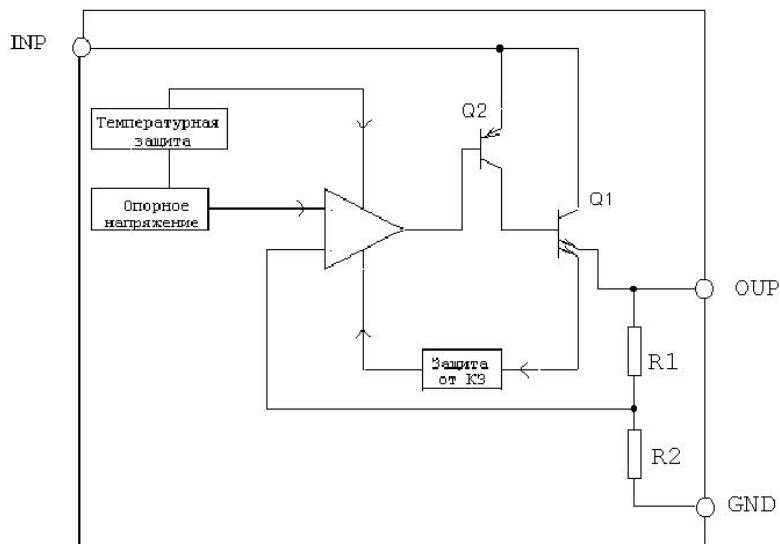 INP
Температурная
защита
Опорное
напряжение
Q2
Q1
OUP
Защита
от КЗ
R1
R2
GND